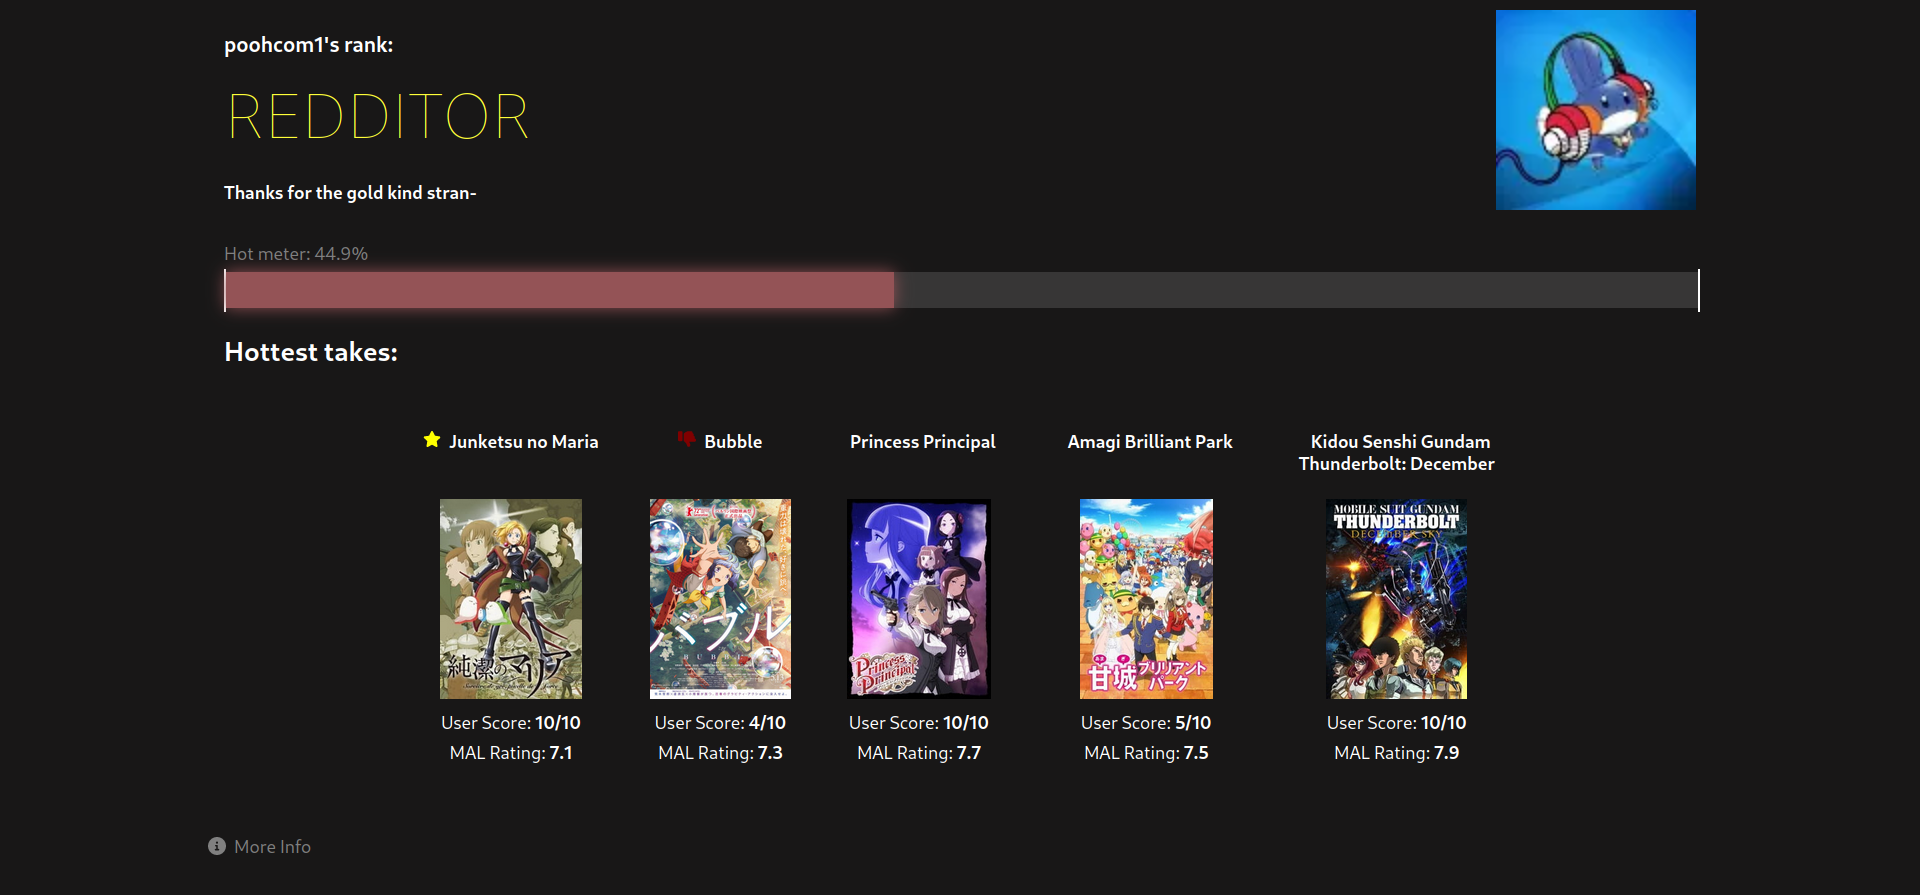 poohcom1's rank:
REDDITOR
Thanks for the gold kind stran-
Hot meter: 44.9%
Hottest takes:
Junketsu no Maria
Bubble
Princess Principal
Amagi Brilliant Park
Kidou Senshi Gundam
Thunderbolt: December
純潔のマリア
バブル
BUBBLE
Princess
Principal
甘城ブリリアント
パーク
MOBILE SUIT GUNDAM
THUNDERBOLT
DECEMBER SKY
User Score: 10/10
MAL Rating: 7.1
User Score: 4/10
MAL Rating: 7.3
User Score: 10/10
MAL Rating: 7.7
User Score: 5/10
MAL Rating: 7.5
User Score: 10/10
MAL Rating: 7.9
More Info